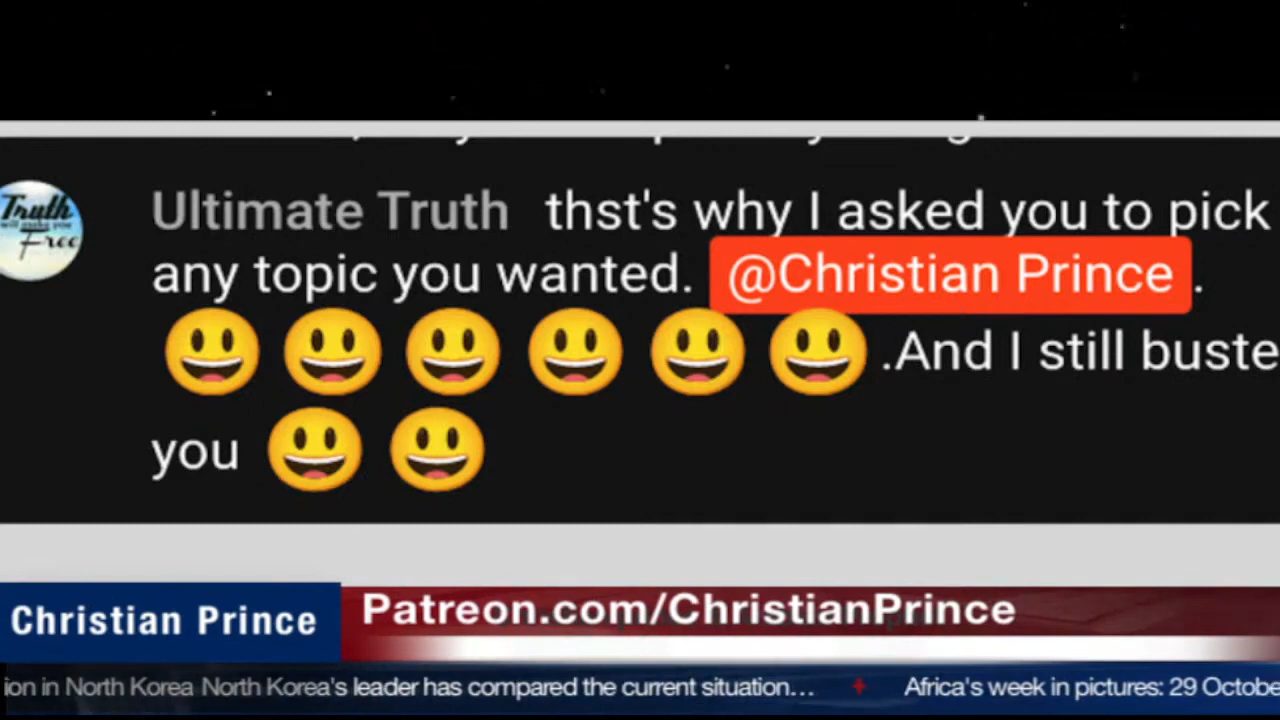 Truth
Free
Ultimate Truth thst's why I asked you to pick
any topic you wanted. @Christian Prince .
😃 😃 😃 😃 😃 😃 .And I still buste
you 😃 😃
Christian Prince
Patreon.com/ChristianPrince
ion in North Korea North Korea's leader has compared the current situation... + Africa's week in pictures: 29 Octobe